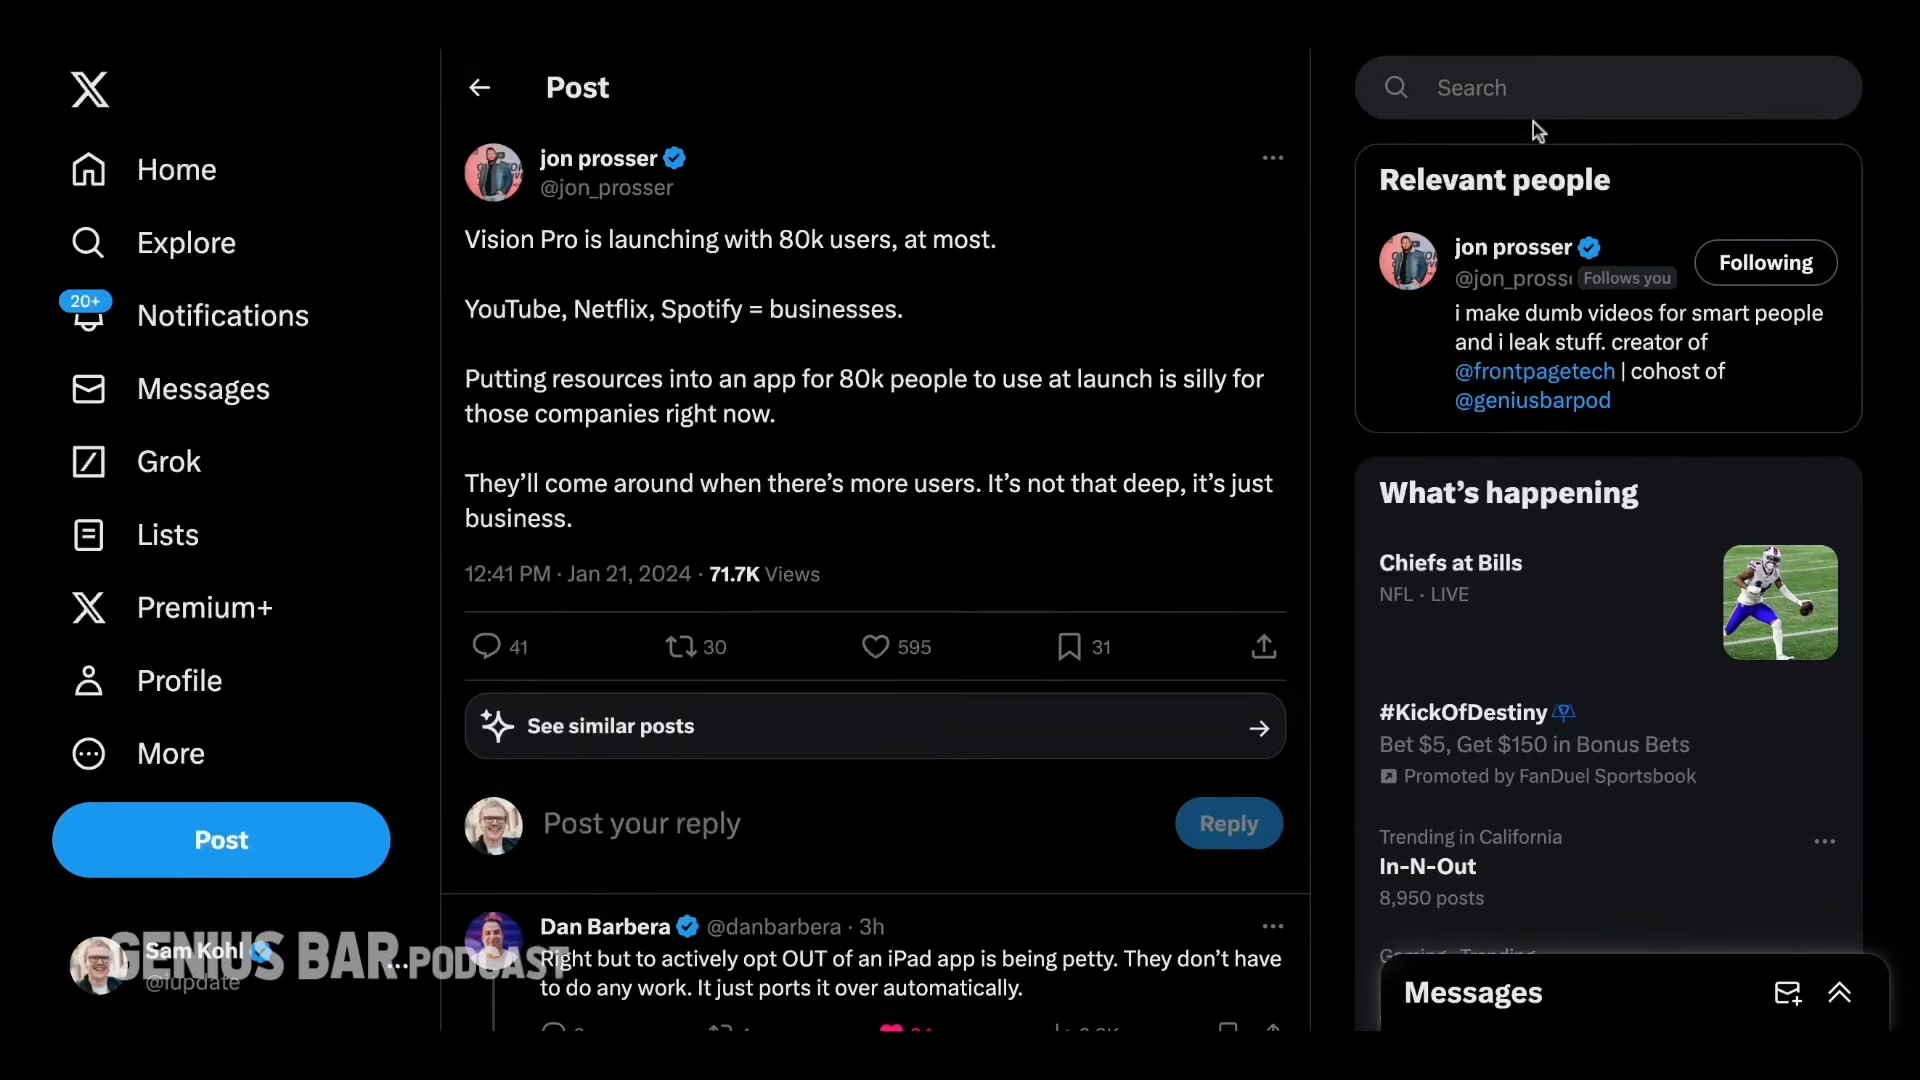 Home
Explore
20+
Notifications
Messages
Grok
Lists
Premium+
Profile
More
Post
Sam Kohl
@iupdate
GENIUS BAR.PODCAST
Post
jon prosser
@jon_prosser
Vision Pro is launching with 80k users, at most.
YouTube, Netflix, Spotify = businesses.
Putting resources into an app for 80k people to use at launch is silly for
those companies right now.
They’ll come around when there’s more users. It’s not that deep, it’s just
business.
12:41 PM · Jan 21, 2024 · 71.7K Views
41 30 595 31
See similar posts
Post your reply
Reply
Dan Barbera @danbarbera · 3h
Right but to actively opt OUT of an iPad app is being petty. They don’t have
to do any work. It just ports it over automatically.
Search
Relevant people
jon prosser
@jon_pross Follows you
Following
i make dumb videos for smart people
and i leak stuff. creator of
@frontpagetech | cohost of
@geniusbarpod
What’s happening
Chiefs at Bills
NFL · LIVE
#KickOfDestiny
Bet $5, Get $150 in Bonus Bets
Promoted by FanDuel Sportsbook
Trending in California
In-N-Out
8,950 posts
Messages